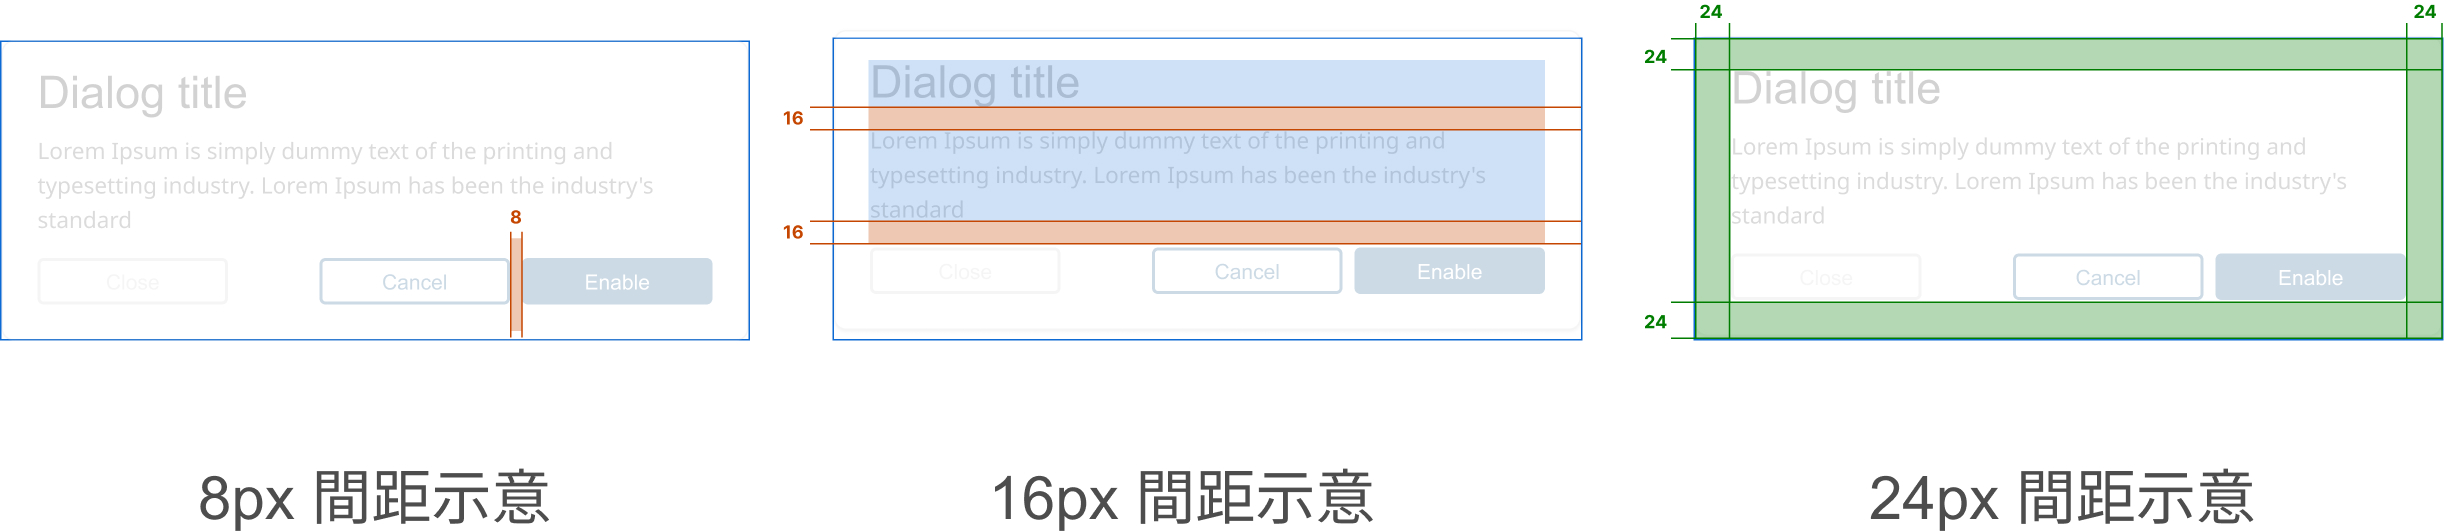 Dialog title
Lorem Ipsum is simply dummy text of the printing and
typesetting industry. Lorem Ipsum has been the industry's
standard
8
Close
Cancel
Enable
8px 間距示意
Dialog title
16
Lorem Ipsum is simply dummy text of the printing and
typesetting industry. Lorem Ipsum has been the industry's
standard
16
Close
Cancel
Enable
16px 間距示意
24
24
24
Dialog title
Lorem Ipsum is simply dummy text of the printing and
typesetting industry. Lorem Ipsum has been the industry's
standard
Close
Cancel
Enable
24
24px 間距示意